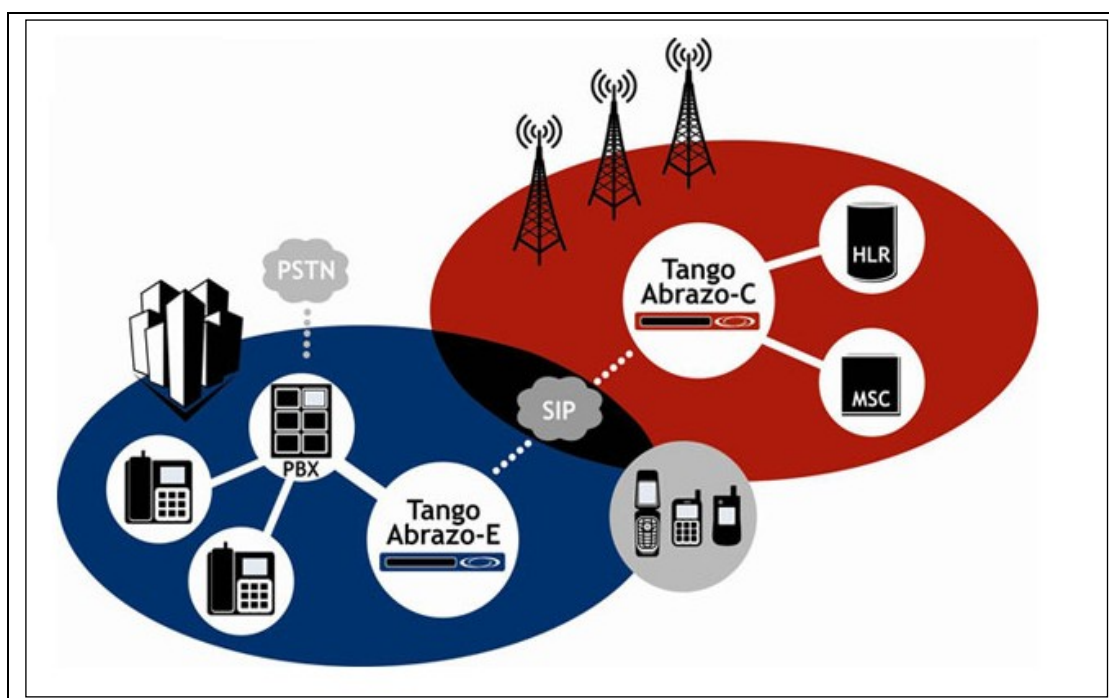 PSTN
Tango
Abrazo-C
HLR
MSC
SIP
PBX
Tango
Abrazo-E